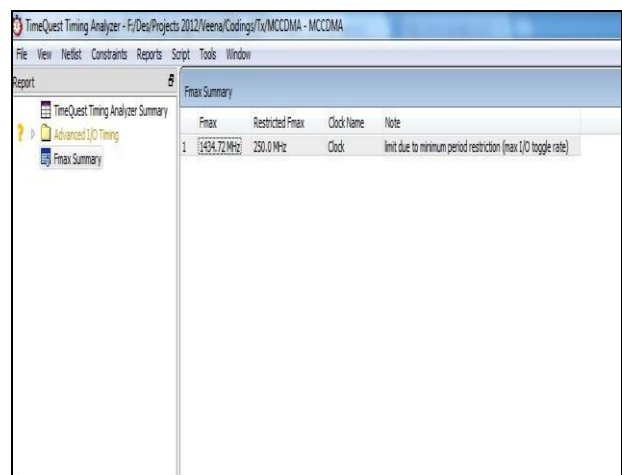 TimeQuest Timing Analyzer - F:/Des/Projects 2012/Veena/Codings/Tx/MCCDMA - MCCDMA
File View Netlist Constraints Reports Script Tools Window
Report
TimeQuest Timing Analyzer Summary
Advanced I/O Timing
Fmax Summary
Fmax Summary
Fmax Restricted Fmax Clock Name Note
1 1434.72 MHz 250.0 MHz Clock limit due to minimum period restriction (max I/O toggle rate)